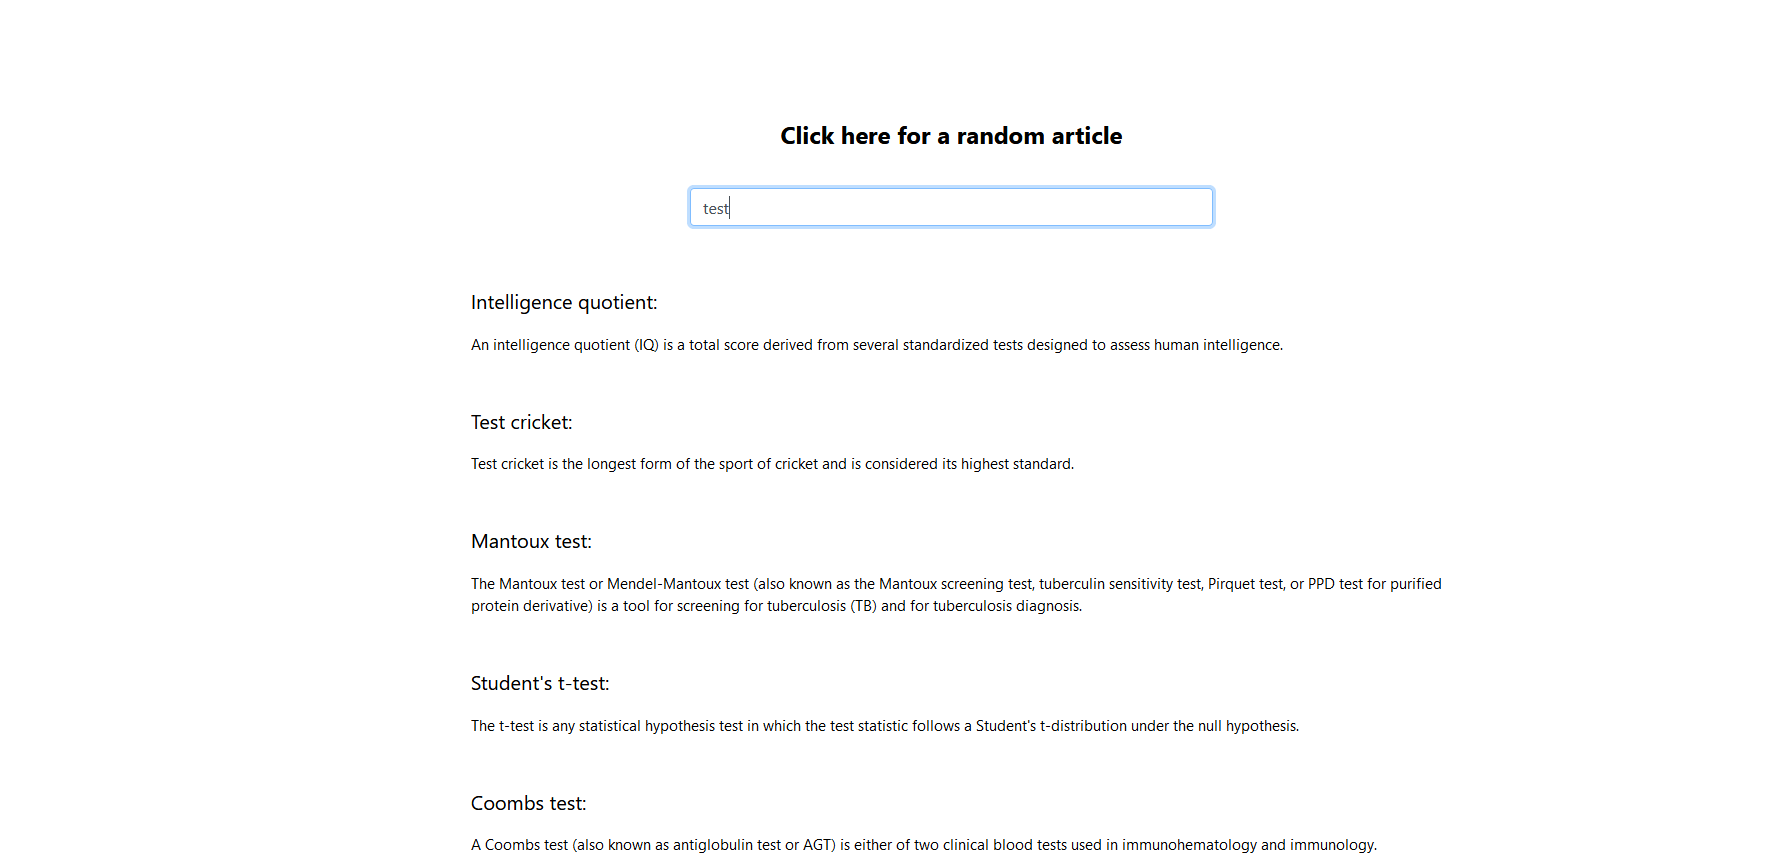 Click here for a random article
test
Intelligence quotient:
An intelligence quotient (IQ) is a total score derived from several standardized tests designed to assess human intelligence.
Test cricket:
Test cricket is the longest form of the sport of cricket and is considered its highest standard.
Mantoux test:
The Mantoux test or Mendel-Mantoux test (also known as the Mantoux screening test, tuberculin sensitivity test, Pirquet test, or PPD test for purified
protein derivative) is a tool for screening for tuberculosis (TB) and for tuberculosis diagnosis.
Student's t-test:
The t-test is any statistical hypothesis test in which the test statistic follows a Student's t-distribution under the null hypothesis.
Coombs test:
A Coombs test (also known as antiglobulin test or AGT) is either of two clinical blood tests used in immunohematology and immunology.